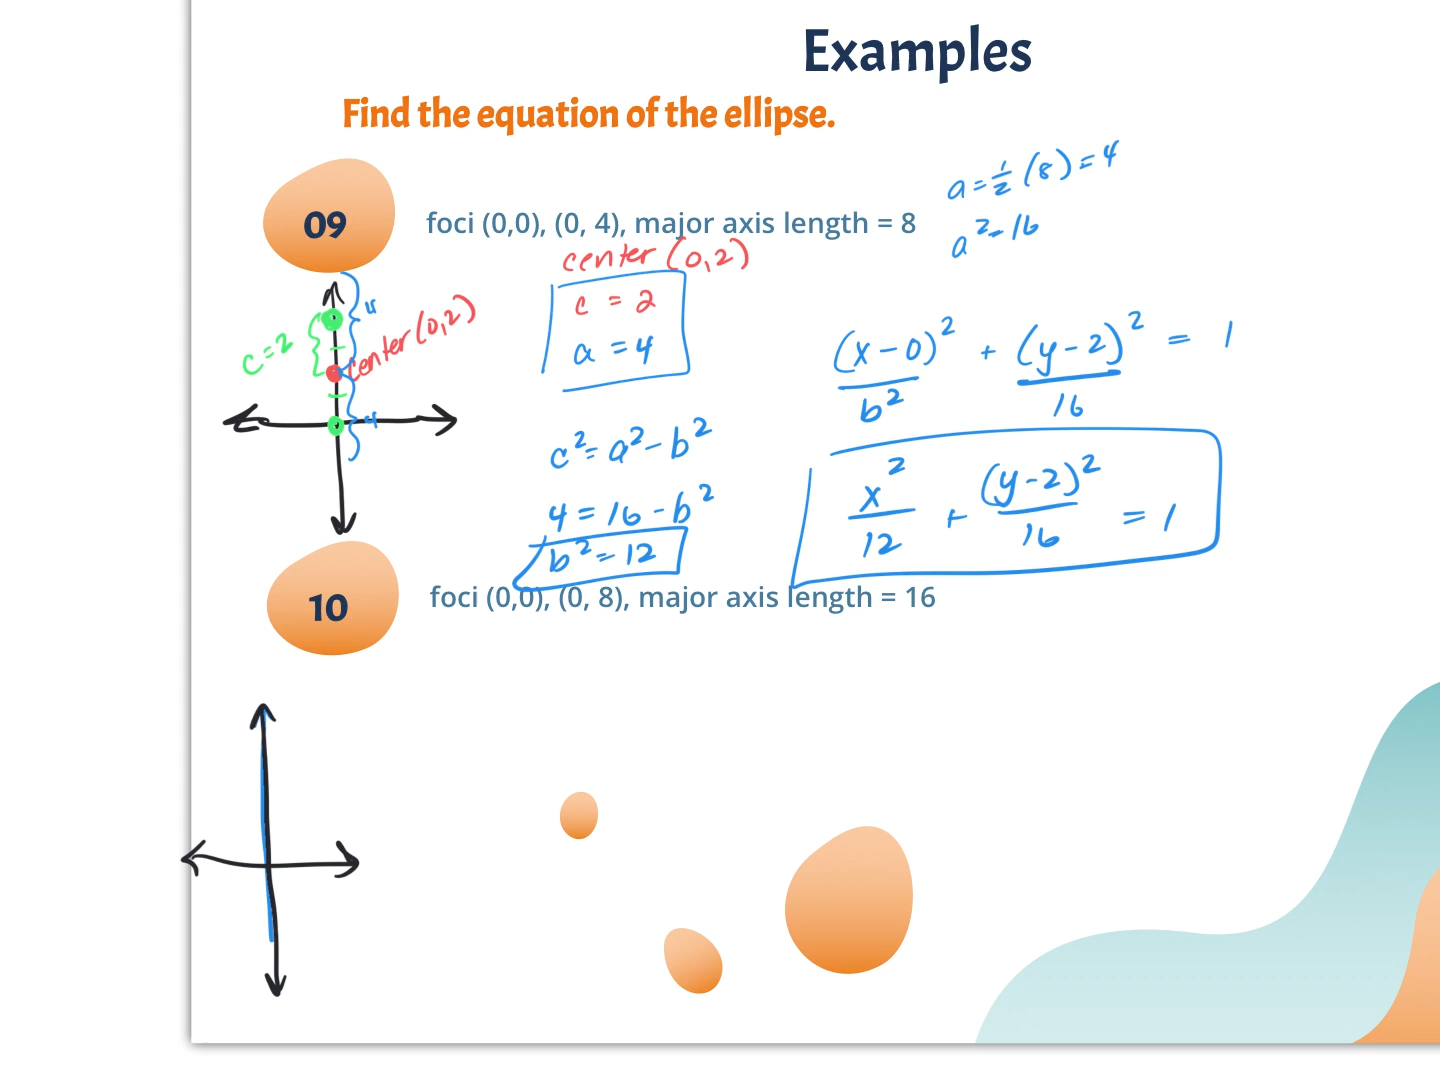 Examples
Find the equation of the ellipse.
a = 1/2 (8) = 4
09
foci (0,0), (0, 4), major axis length = 8
a² = 16
center (0,2)
c = 2
a = 4
4
c = 2
center (0,2)
4
(x - 0)²/b² + (y - 2)²/16 = 1
c² = a² - b²
4 = 16 - b²
b² = 12
x²/12 + (y - 2)²/16 = 1
10
foci (0,0), (0, 8), major axis length = 16